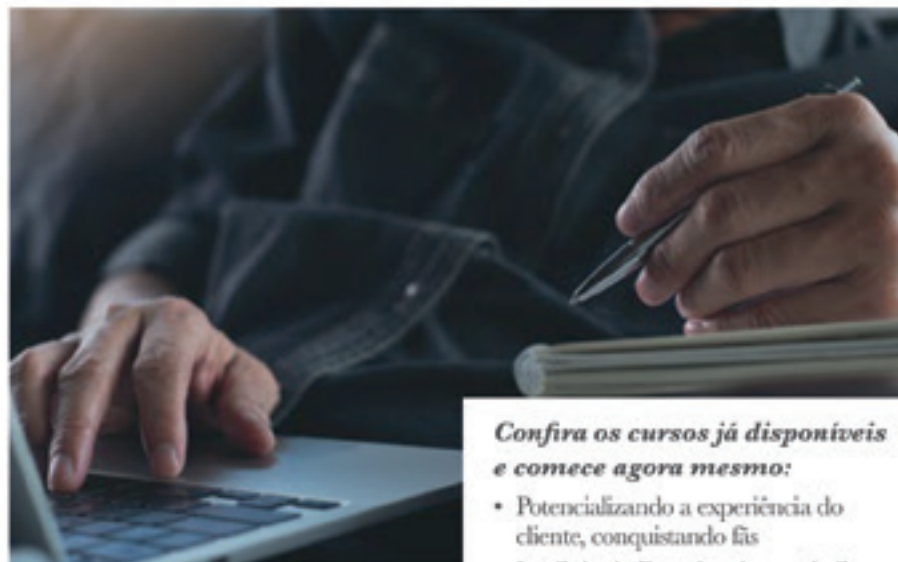 Confira os cursos já disponíveis
e comece agora mesmo:
• Potencializando a experiência do
cliente, conquistando fãs